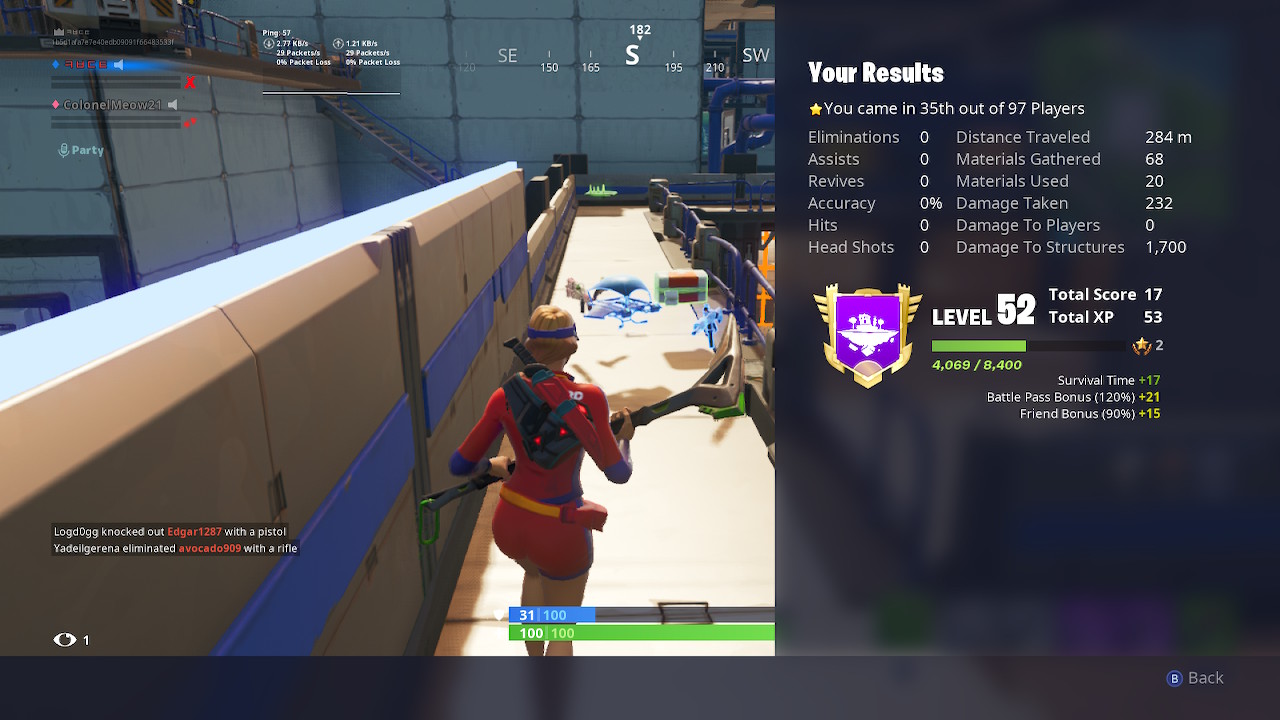 Ping: 57
2.77 KB/s 1.21 KB/s
29 Packets/s 29 Packets/s
0% Packet Loss 0% Packet Loss
ColonelMeow21
Party
182
SE S SW
120 150 165 195 210
Your Results
You came in 35th out of 97 Players
Eliminations 0 Distance Traveled 284 m
Assists 0 Materials Gathered 68
Revives 0 Materials Used 20
Accuracy 0% Damage Taken 232
Hits 0 Damage To Players 0
Head Shots 0 Damage To Structures 1,700
LEVEL 52 Total Score 17
Total XP 53
2
4,069 / 8,400
Survival Time +17
Battle Pass Bonus (120%) +21
Friend Bonus (90%) +15
LogdOgg knocked out Edgar1287 with a pistol
Yadeilgerena eliminated avocado909 with a rifle
31 | 100
100 | 100
1
B Back